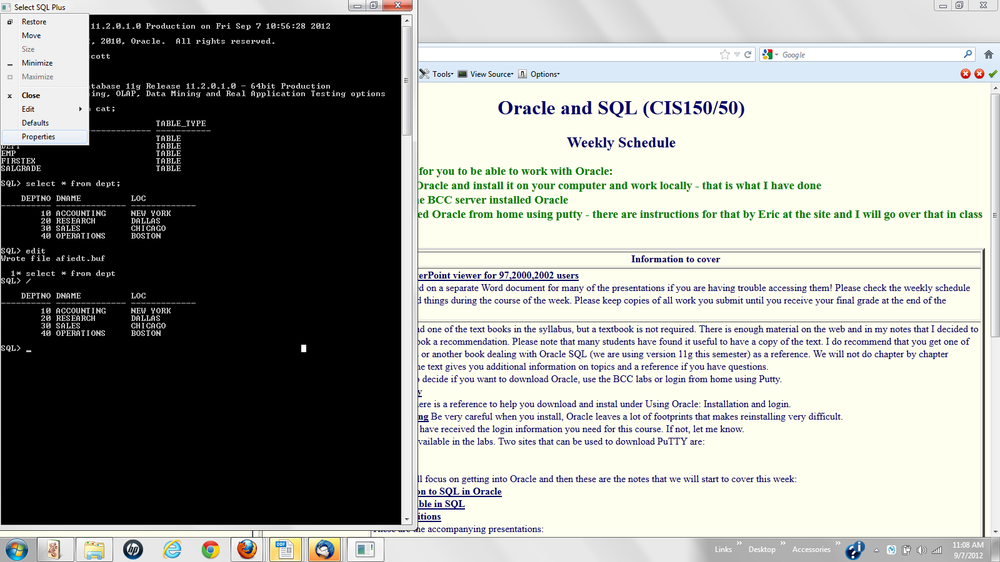 Select SQL Plus
Restore
Move
Size
Minimize
Maximize
Close
Edit
Defaults
Properties
11.2.0.1.0 Production on Fri Sep 7 10:56:28 2012
2, 2010, Oracle.  All rights reserved.
cott
tabase 11g Release 11.2.0.1.0 - 64bit Production
ing, OLAP, Data Mining and Real Application Testing options
cat;
TABLE_TYPE
------------ -----------
TABLE
DEPT TABLE
EMP TABLE
FIRSTEX TABLE
SALGRADE TABLE
SQL> select * from dept;
DEPTNO DNAME LOC
---------- -------------- -------------
10 ACCOUNTING NEW YORK
20 RESEARCH DALLAS
30 SALES CHICAGO
40 OPERATIONS BOSTON
SQL> edit
Wrote file afiedt.buf
1* select * from dept
SQL> /
DEPTNO DNAME LOC
---------- -------------- -------------
10 ACCOUNTING NEW YORK
20 RESEARCH DALLAS
30 SALES CHICAGO
40 OPERATIONS BOSTON
SQL> _
Google
Tools View Source Options
Oracle and SQL (CIS150/50)
Weekly Schedule
for you to be able to work with Oracle:
Oracle and install it on your computer and work locally - that is what I have done
e BCC server installed Oracle
ed Oracle from home using putty - there are instructions for that by Eric at the site and I will go over that in class
Information to cover
erPoint viewer for 97,2000,2002 users
ed on a separate Word document for many of the presentations if you are having trouble accessing them! Please check the weekly schedule
d things during the course of the week. Please keep copies of all work you submit until you receive your final grade at the end of the
nd one of the text books in the syllabus, but a textbook is not required. There is enough material on the web and in my notes that I decided to
ook a recommendation. Please note that many students have found it useful to have a copy of the text. I do recommend that you get one of
s or another book dealing with Oracle SQL (we are using version 11g this semester) as a reference. We will not do chapter by chapter
he text gives you additional information on topics and a reference if you have questions.
o decide if you want to download Oracle, use the BCC labs or login from home using Putty.
y
here is a reference to help you download and instal under Using Oracle: Installation and login.
ng Be very careful when you install, Oracle leaves a lot of footprints that makes reinstalling very difficult.
have received the login information you need for this course. If not, let me know.
vailable in the labs. Two sites that can be used to download PuTTY are:
ll focus on getting into Oracle and then these are the notes that we will start to cover this week:
on to SQL in Oracle
ble in SQL
itions
These are the accompanying presentations:
Links » Desktop » Accessories »
11:08 AM
9/7/2012